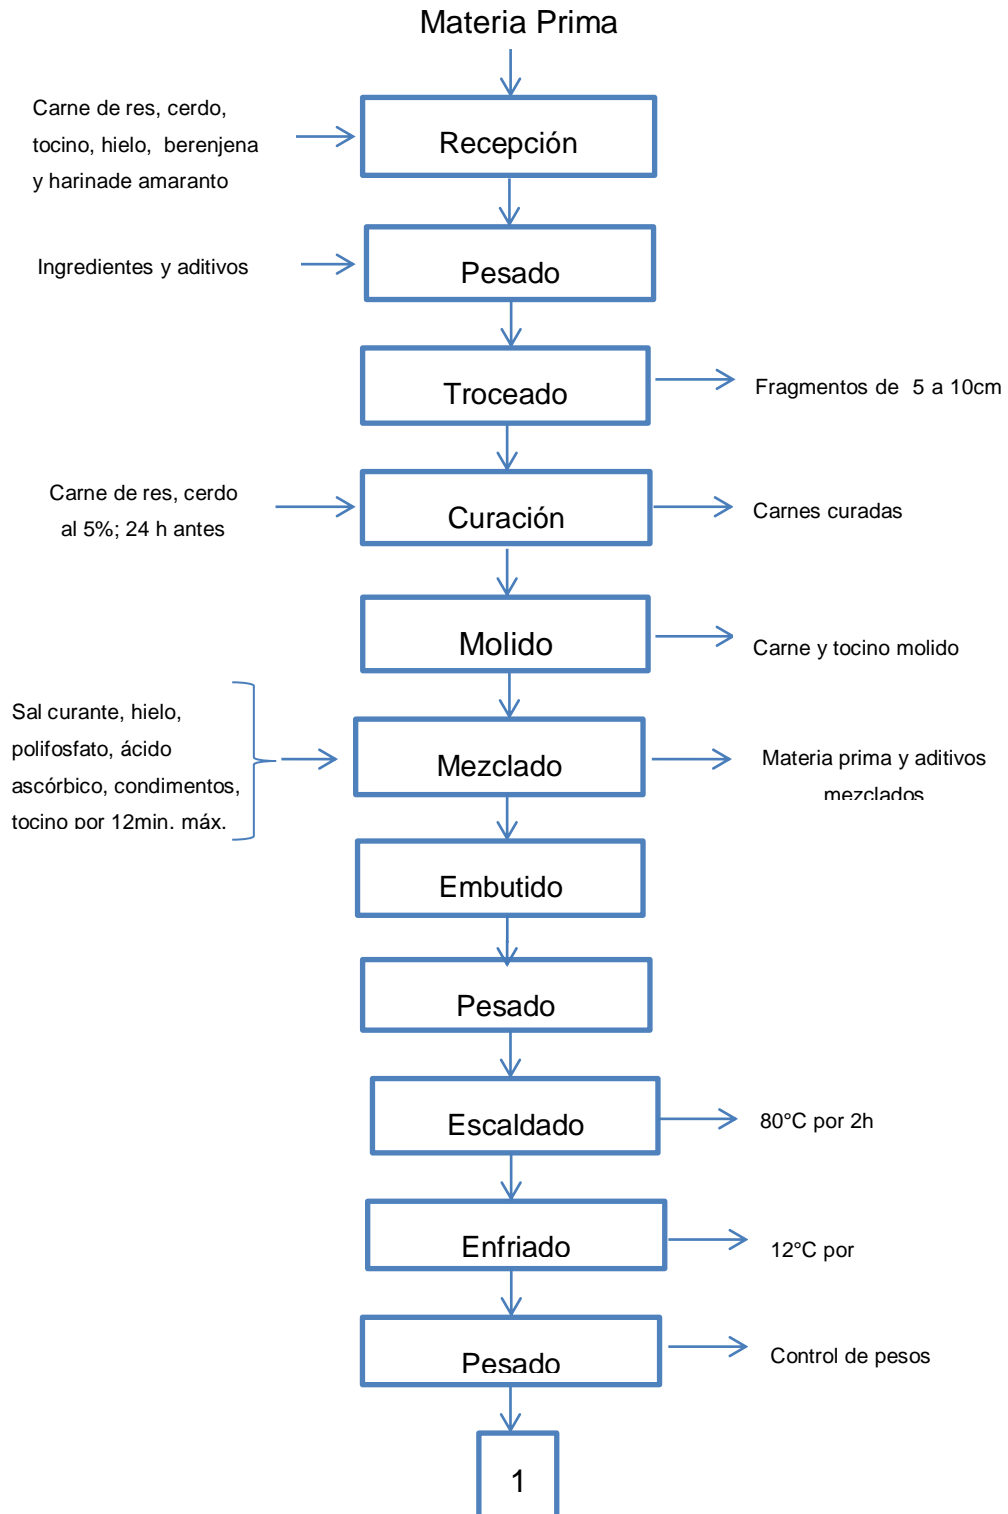 Materia Prima
Carne de res, cerdo,
tocino, hielo, berenjena
y harinade amaranto
Recepción
Ingredientes y aditivos
Pesado
Troceado
Fragmentos de 5 a 10cm
Carne de res, cerdo
al 5%; 24 h antes
Curación
Carnes curadas
Molido
Carne y tocino molido
Sal curante, hielo,
polifosfato, ácido
ascórbico, condimentos,
tocino por 12min. máx.
Mezclado
Materia prima y aditivos
mezclados
Embutido
Pesado
Escaldado
80°C por 2h
Enfriado
12°C por
Pesado
Control de pesos
1